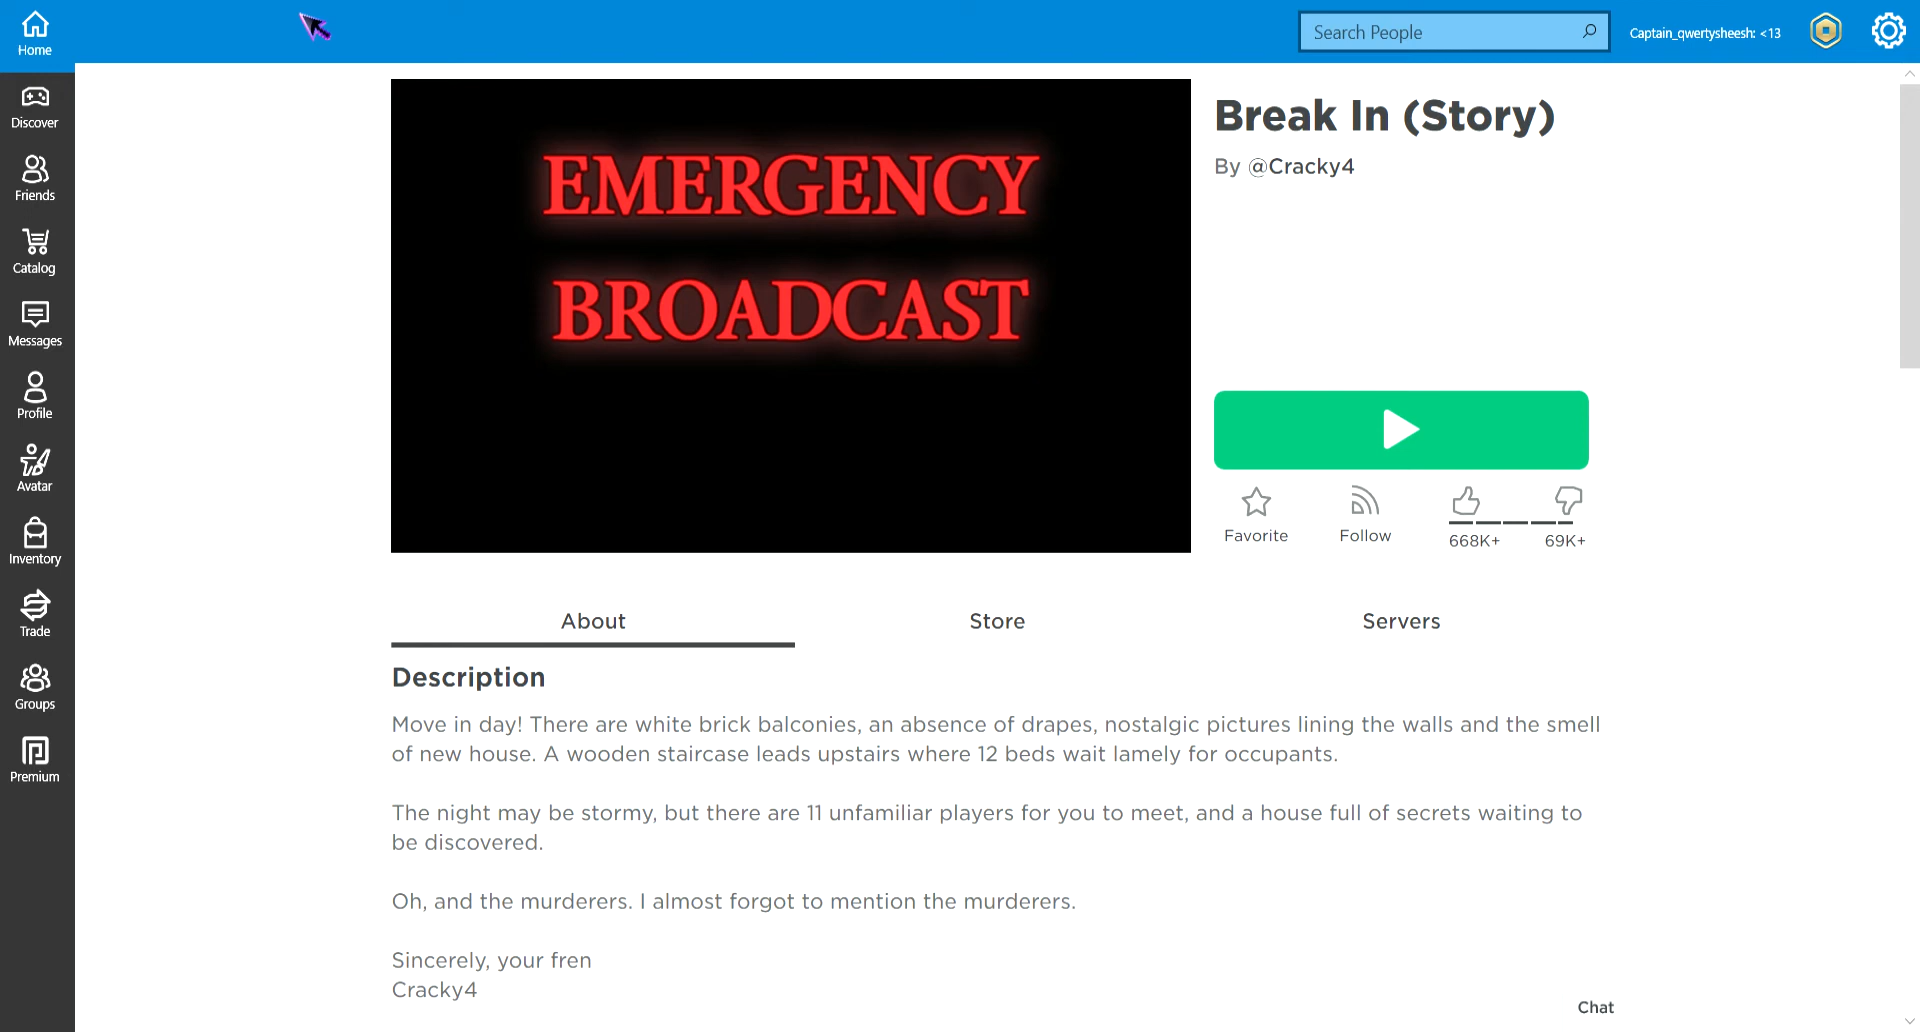 Home
Search People
Captain_qwertysheesh: <13
Discover
Friends
Catalog
Messages
Profile
Avatar
Inventory
Trade
Groups
Premium
EMERGENCY
BROADCAST
Break In (Story)
By @Cracky4
Favorite
Follow
668K+
69K+
About
Store
Servers
Description
Move in day! There are white brick balconies, an absence of drapes, nostalgic pictures lining the walls and the smell
of new house. A wooden staircase leads upstairs where 12 beds wait lamely for occupants.
The night may be stormy, but there are 11 unfamiliar players for you to meet, and a house full of secrets waiting to
be discovered.
Oh, and the murderers. I almost forgot to mention the murderers.
Sincerely, your fren
Cracky4
Chat